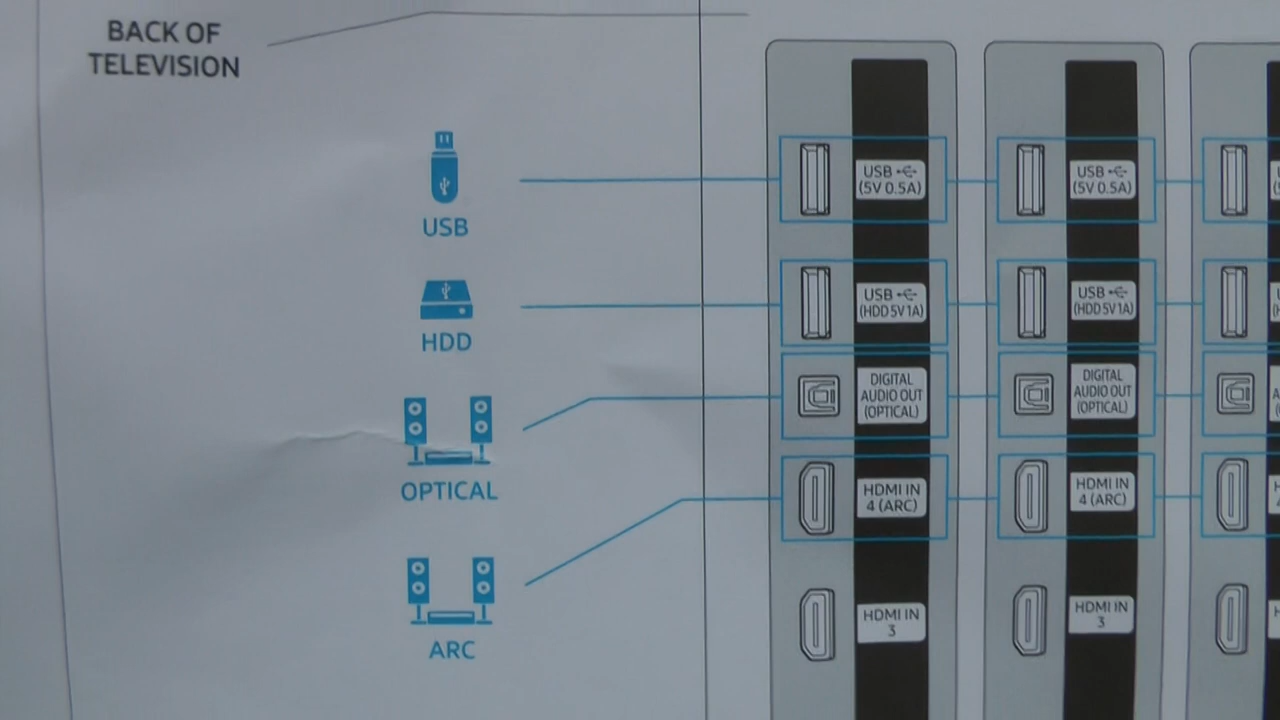 BACK OF
TELEVISION
USB
HDD
OPTICAL
ARC
USB
(5V 0.5A)
USB
(HDD 5V 1A)
DIGITAL
AUDIO OUT
(OPTICAL)
HDMI IN
4 (ARC)
HDMI IN
3
USB
(5V 0.5A)
USB
(HDD 5V 1A)
DIGITAL
AUDIO OUT
(OPTICAL)
HDMI IN
4 (ARC)
HDMI IN
3